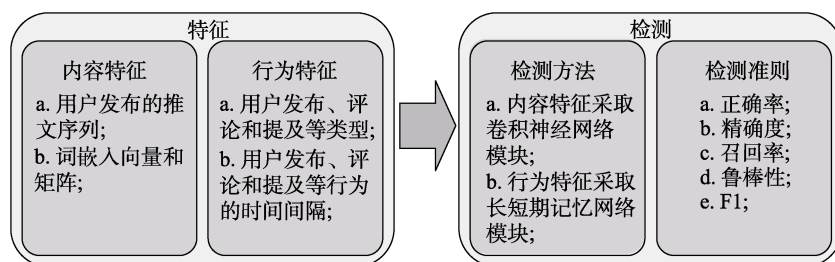 特征
内容特征
a. 用户发布的推
文序列;
b. 词嵌入向量和
矩阵;
行为特征
a. 用户发布、评
论和提及等类型;
b. 用户发布、评
论和提及等行为
的时间间隔;
检测
检测方法
a. 内容特征采取
卷积神经网络
模块;
b. 行为特征采取
长短期记忆网络
模块;
检测准则
a. 正确率;
b. 精确度;
c. 召回率;
d. 鲁棒性;
e. F1;